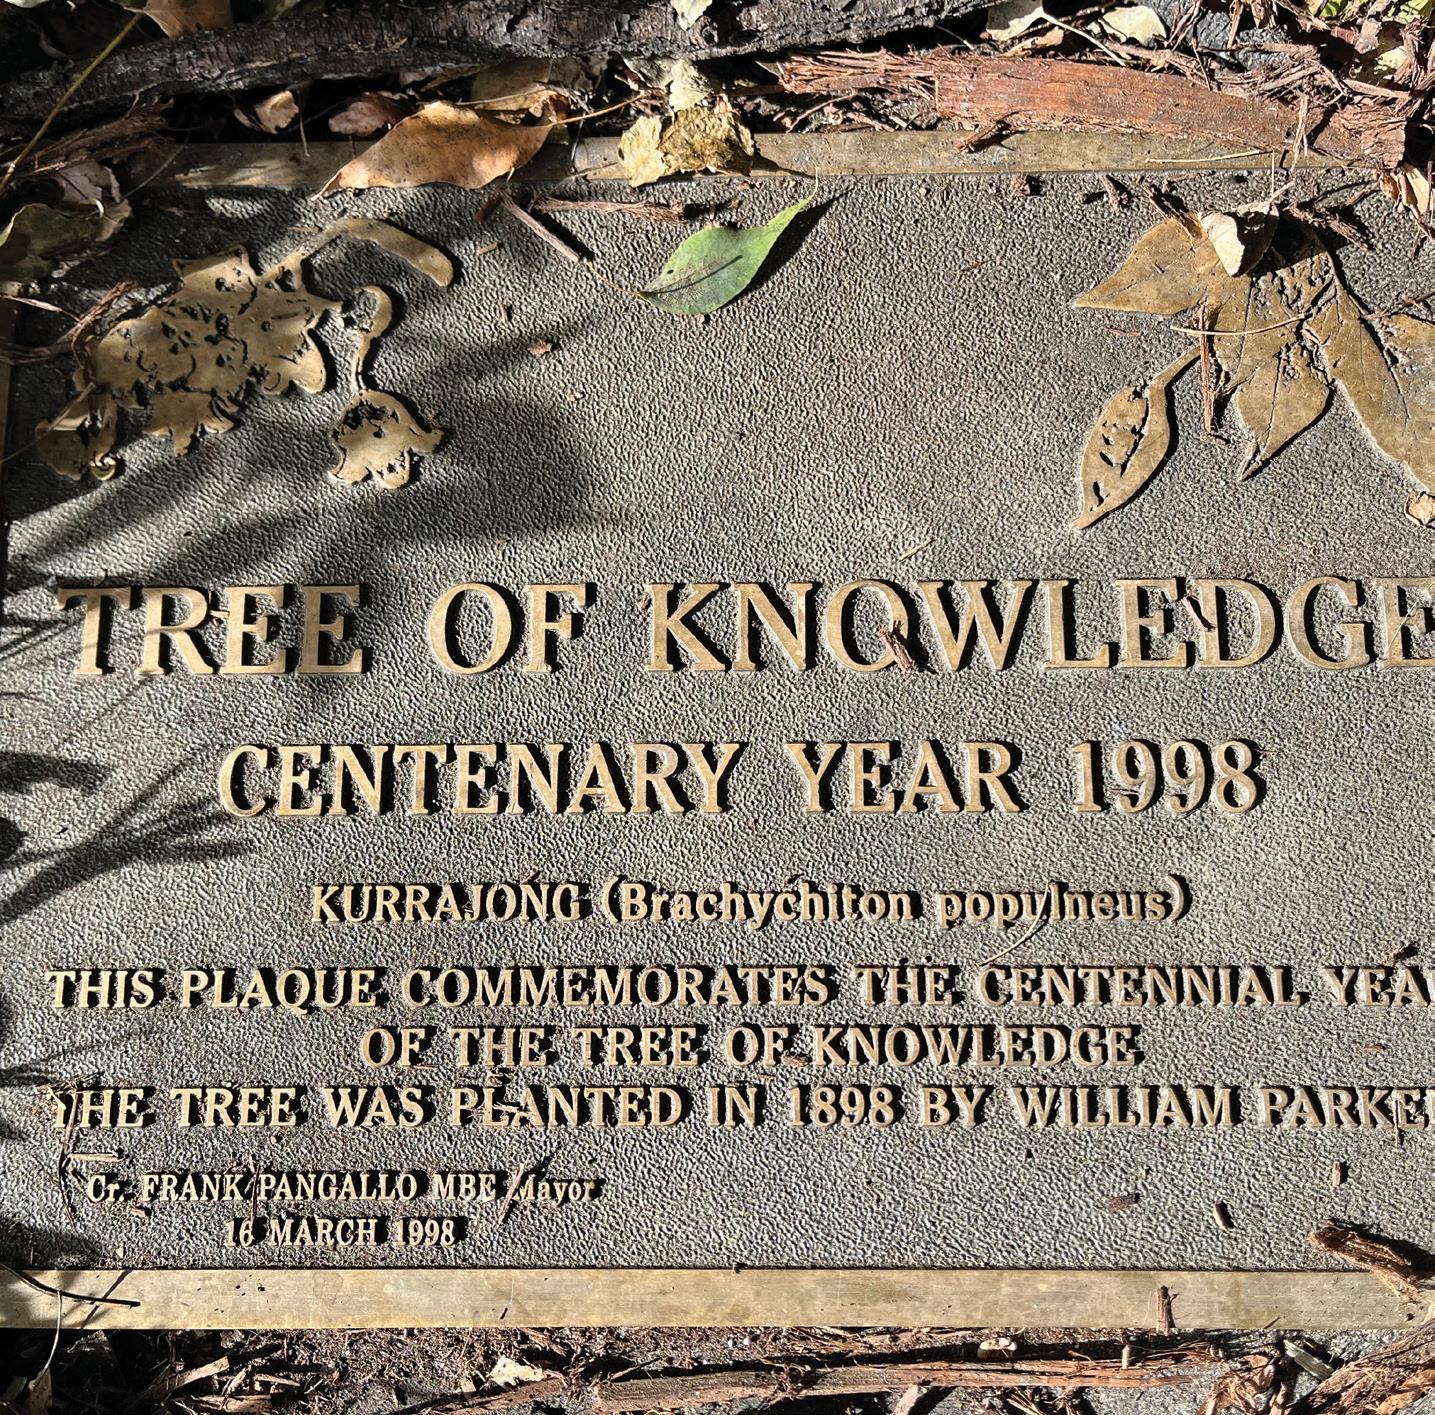 TREE OF KNOWLEDGE
CENTENARY YEAR 1998
KURRAJONG (Brachychiton populneus)
THIS PLAQUE COMMEMORATES THE CENTENNIAL YEA
OF THE TREE OF KNOWLEDGE
THE TREE WAS PLANTED IN 1898 BY WILLIAM PARKE
Cr. FRANK PANGALLO MBE Mayor
16 MARCH 1998